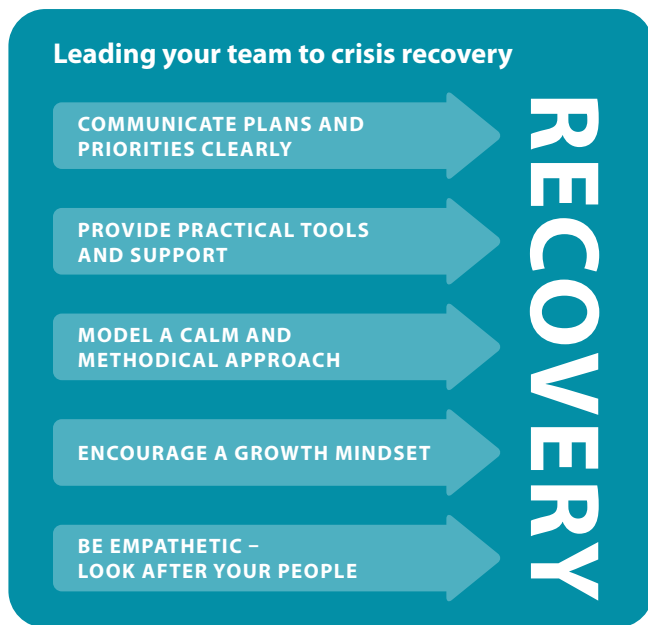 Leading your team to crisis recovery
COMMUNICATE PLANS AND
PRIORITIES CLEARLY
PROVIDE PRACTICAL TOOLS
AND SUPPORT
MODEL A CALM AND
METHODICAL APPROACH
ENCOURAGE A GROWTH MINDSET
BE EMPATHETIC –
LOOK AFTER YOUR PEOPLE
RECOVERY